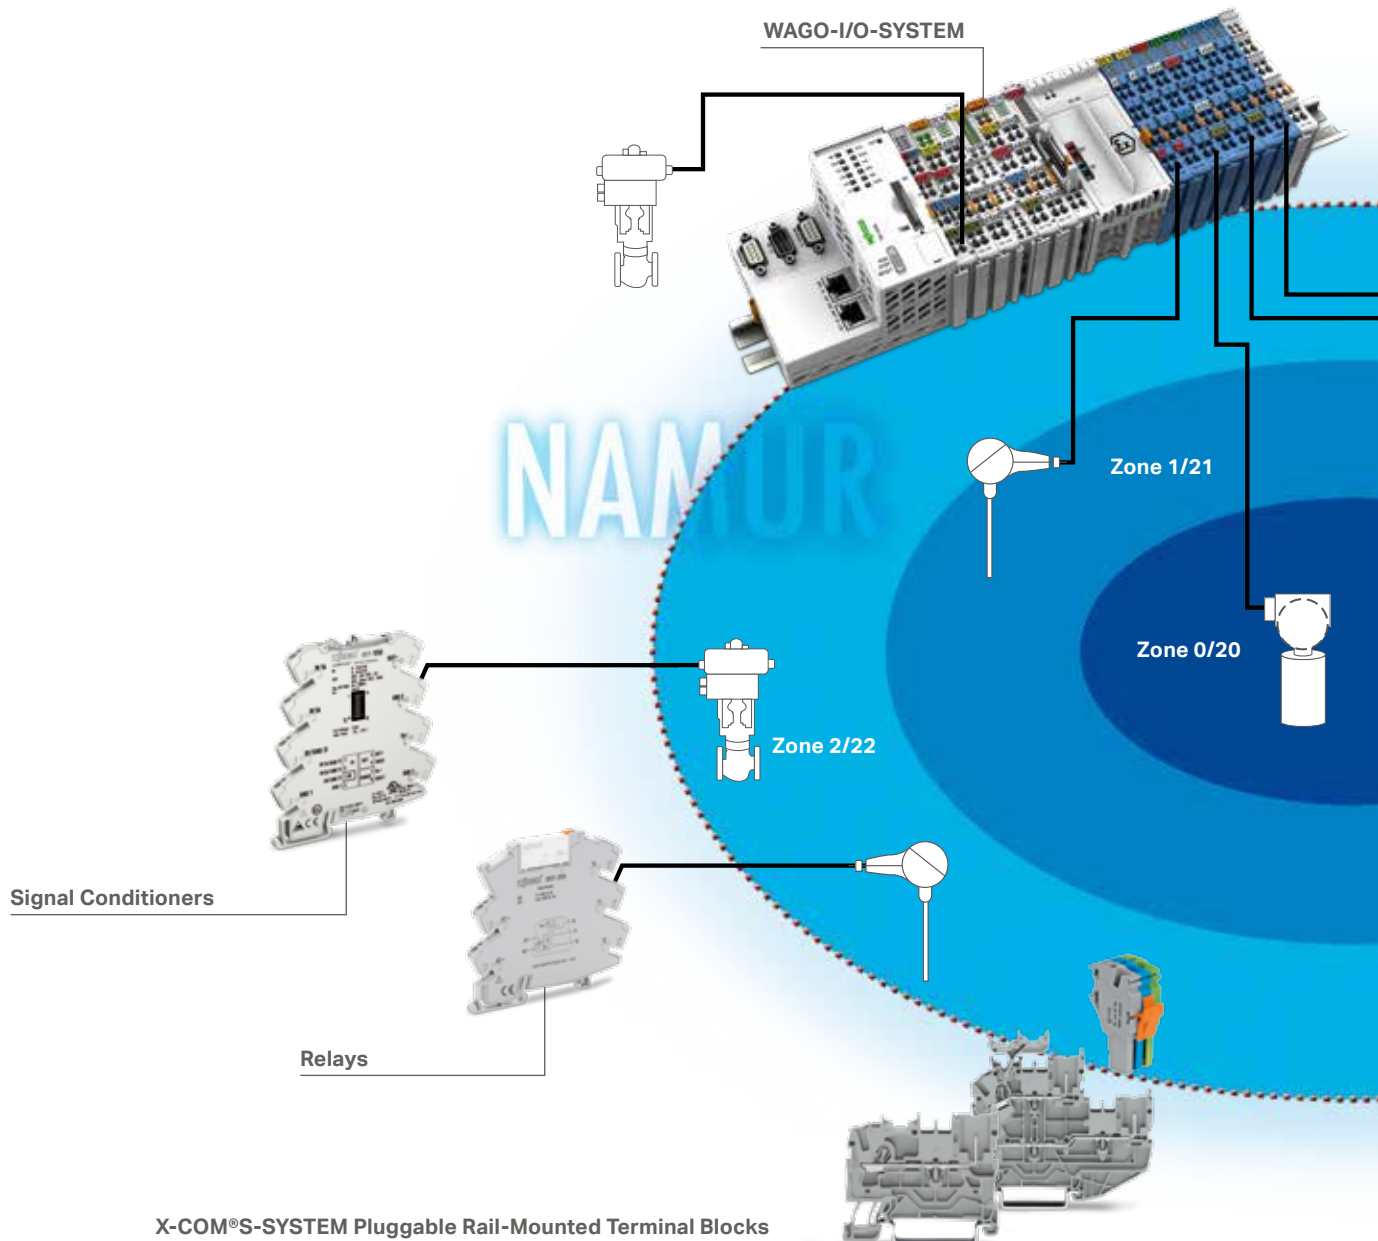 WAGO-I/O-SYSTEM
NAMUR
Zone 1/21
Zone 0/20
Zone 2/22
Signal Conditioners
Relays
X-COM®S-SYSTEM Pluggable Rail-Mounted Terminal Blocks